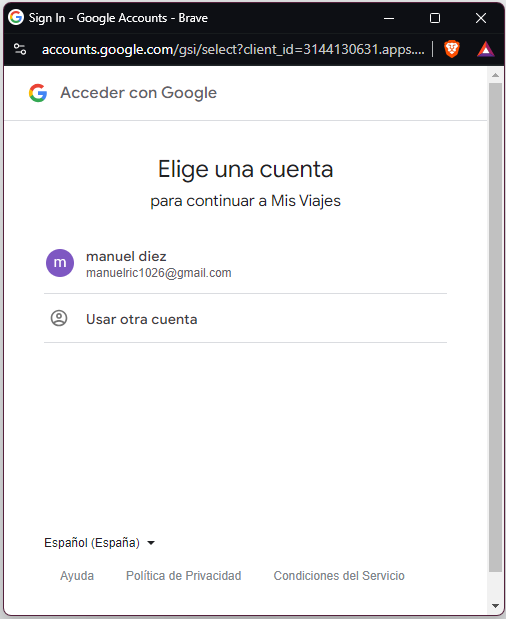 Sign In - Google Accounts - Brave
accounts.google.com/gsi/select?client_id=3144130631.apps....
Acceder con Google
Elige una cuenta
para continuar a Mis Viajes
m
manuel diez
manuelric1026@gmail.com
Usar otra cuenta
Español (España)
Ayuda
Política de Privacidad
Condiciones del Servicio